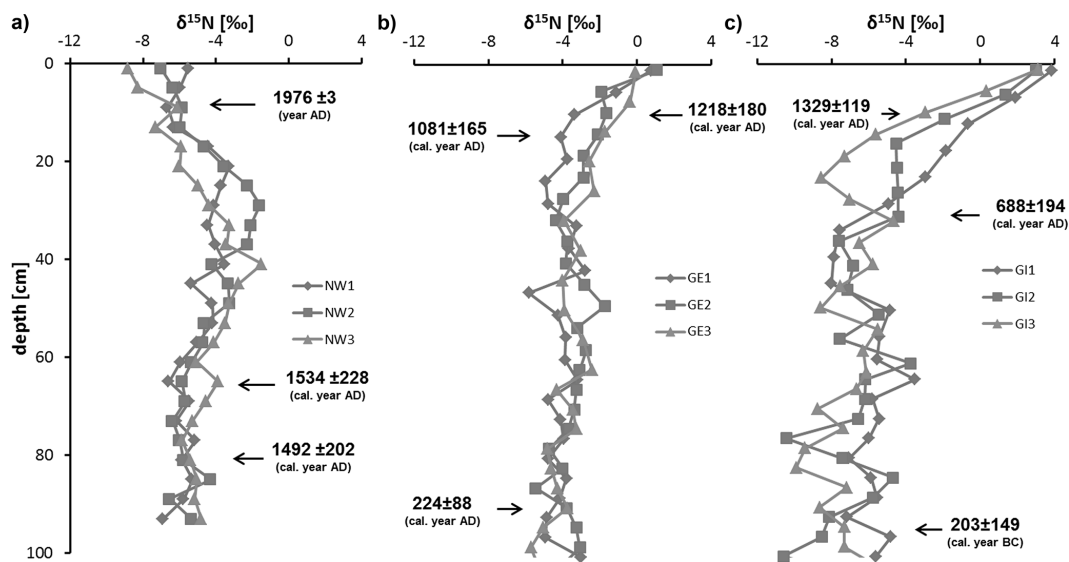 a)
δ15N [‰]
-12 -8 -4 0 4
0
20
40
60
80
100
depth [cm]
1976 ±3
(year AD)
NW1
NW2
NW3
1534 ±228
(cal. year AD)
1492 ±202
(cal. year AD)
b)
δ15N [‰]
-12 -8 -4 0 4
1081±165
(cal. year AD)
1218±180
(cal. year AD)
GE1
GE2
GE3
224±88
(cal. year AD)
c)
δ15N [‰]
-12 -8 -4 0 4
1329±119
(cal. year AD)
688±194
(cal. year AD)
GI1
GI2
GI3
203±149
(cal. year BC)